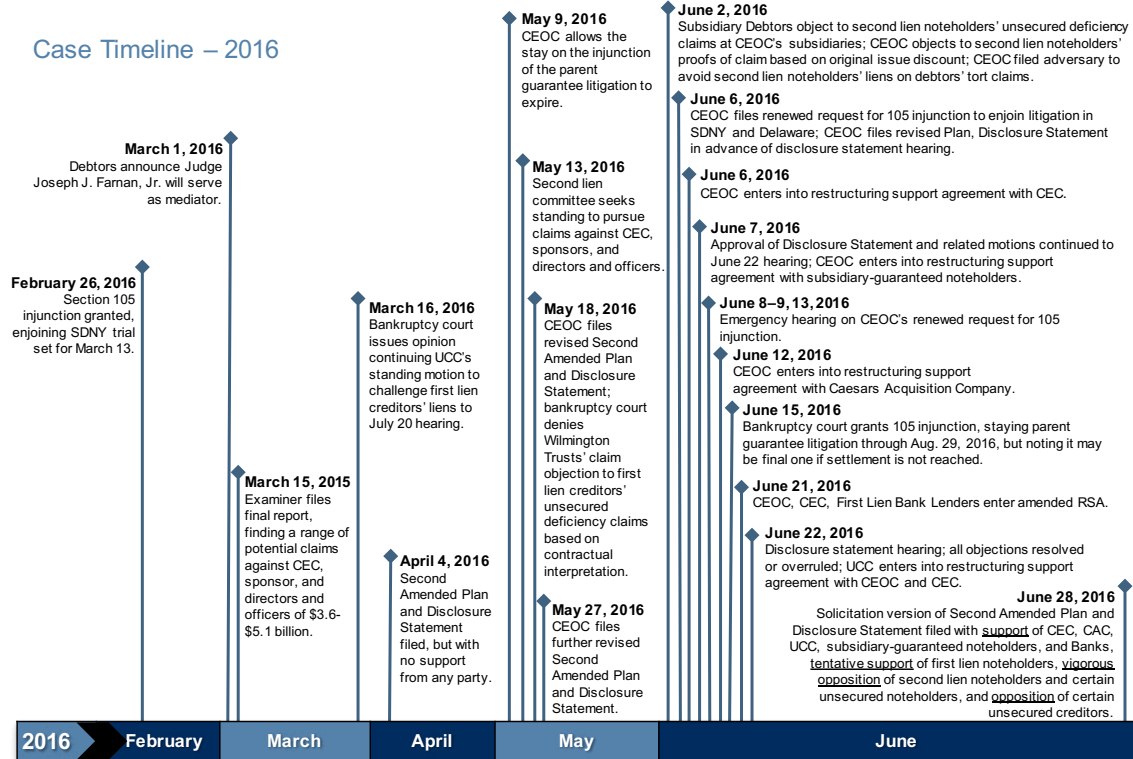 Case Timeline – 2016
February 26, 2016
Section 105
injunction granted,
enjoining SDNY trial
set for March 13.
March 1, 2016
Debtors announce Judge
Joseph J. Farnan, Jr. will serve
as mediator.
March 15, 2015
Examiner files
final report,
finding a range of
potential claims
against CEC,
sponsor, and
directors and
officers of $3.6-
$5.1 billion.
March 16, 2016
Bankruptcy court
issues opinion
continuing UCC's
standing motion to
challenge first lien
creditors' liens to
July 20 hearing.
April 4, 2016
Second
Amended Plan
and Disclosure
Statement
filed, but with
no support
from any party.
May 9, 2016
CEOC allows the
stay on the injunction
of the parent
guarantee litigation to
expire.
May 13, 2016
Second lien
committee seeks
standing to pursue
claims against CEC,
sponsors, and
directors and officers.
May 18, 2016
CEOC files
revised Second
Amended Plan
and Disclosure
Statement;
bankruptcy court
denies
Wilmington
Trusts' claim
objection to first
lien creditors'
unsecured
deficiency claims
based on
contractual
interpretation.
May 27, 2016
CEOC files
further revised
Second
Amended Plan
and Disclosure
Statement.
June 2, 2016
Subsidiary Debtors object to second lien noteholders' unsecured deficiency
claims at CEOC's subsidiaries; CEOC objects to second lien noteholders'
proofs of claim based on original issue discount; CEOC filed adversary to
avoid second lien noteholders' liens on debtors' tort claims.
June 6, 2016
CEOC files renewed request for 105 injunction to enjoin litigation in
SDNY and Delaware; CEOC files revised Plan, Disclosure Statement
in advance of disclosure statement hearing.
June 6, 2016
CEOC enters into restructuring support agreement with CEC.
June 7, 2016
Approval of Disclosure Statement and related motions continued to
June 22 hearing; CEOC enters into restructuring support
agreement with subsidiary-guaranteed noteholders.
June 8–9, 13, 2016
Emergency hearing on CEOC's renewed request for 105
injunction.
June 12, 2016
CEOC enters into restructuring support
agreement with Caesars Acquisition Company.
June 15, 2016
Bankruptcy court grants 105 injunction, staying parent
guarantee litigation through Aug. 29, 2016, but noting it may
be final one if settlement is not reached.
June 21, 2016
CEOC, CEC, First Lien Bank Lenders enter amended RSA.
June 22, 2016
Disclosure statement hearing; all objections resolved
or overruled; UCC enters into restructuring support
agreement with CEOC and CEC.
June 28, 2016
Solicitation version of Second Amended Plan and
Disclosure Statement filed with support of CEC, CAC,
UCC, subsidiary-guaranteed noteholders, and Banks,
tentative support of first lien noteholders, vigorous
opposition of second lien noteholders and certain
unsecured noteholders, and opposition of certain
unsecured creditors.
2016
February
March
April
May
June